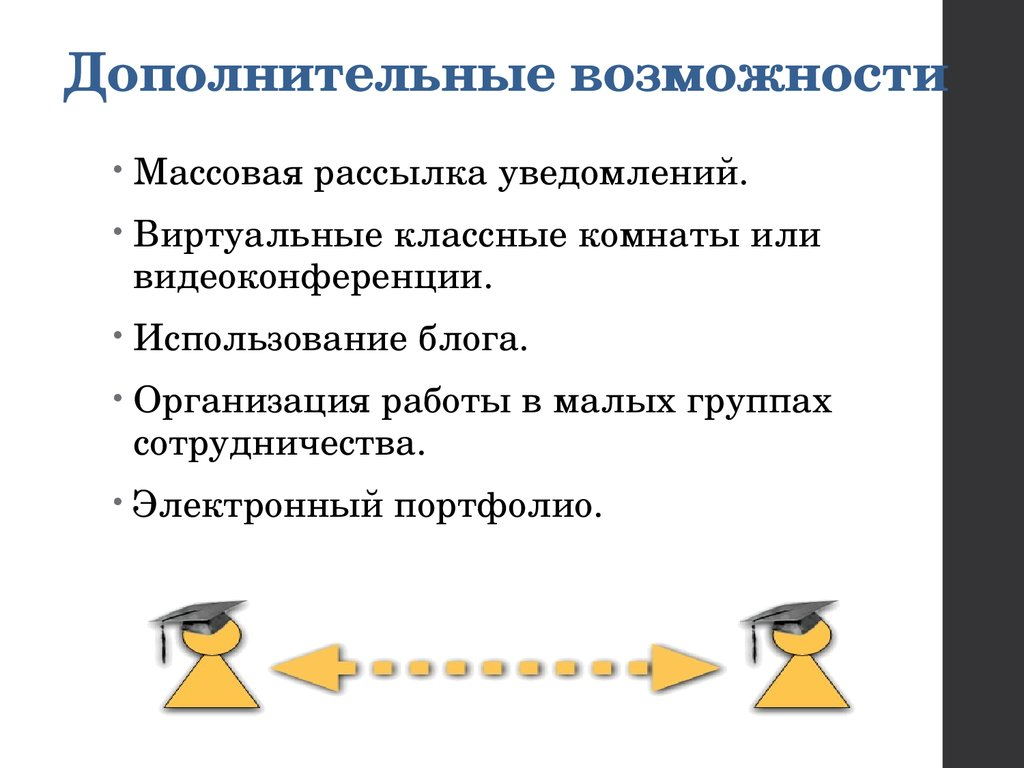 Дополнительные возможности
• Массовая рассылка уведомлений.
• Виртуальные классные комнаты или
видеоконференции.
• Использование блога.
• Организация работы в малых группах
сотрудничества.
• Электронный портфолио.